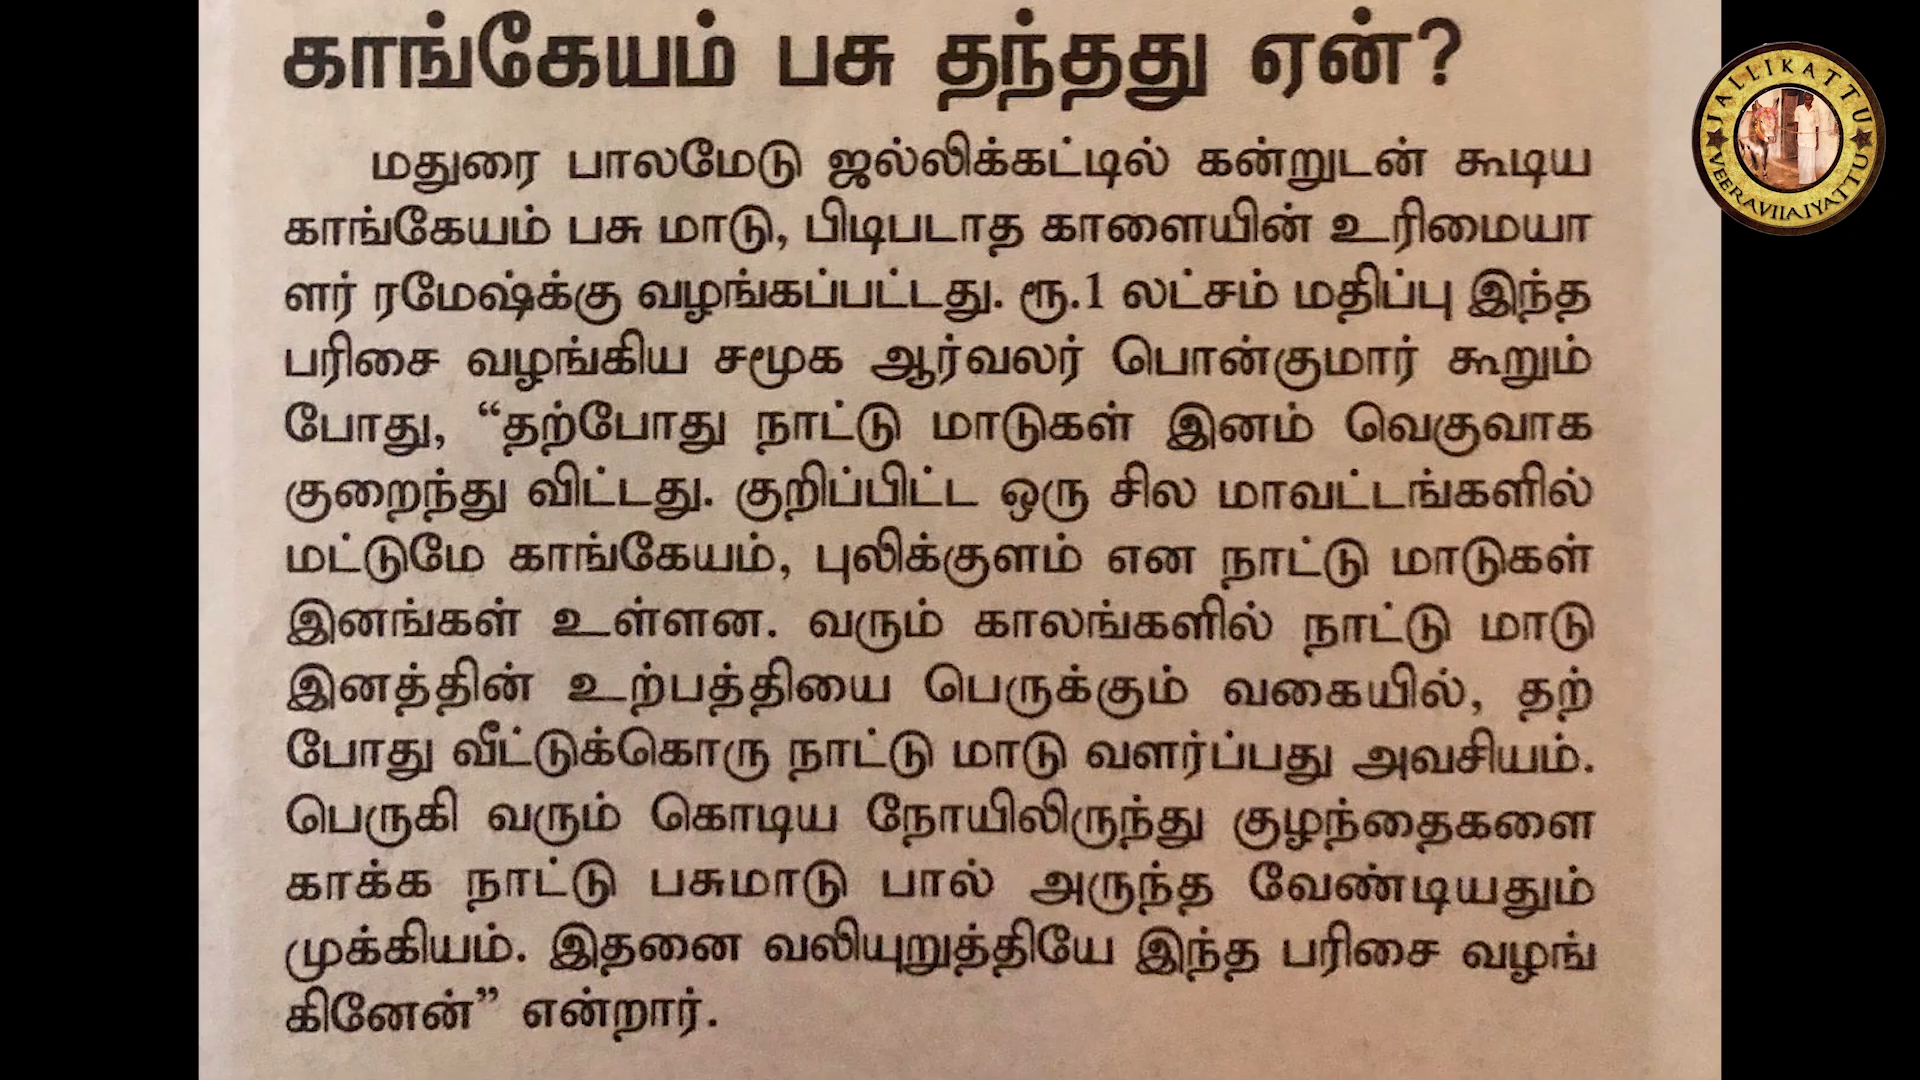 காங்கேயம் பசு தந்தது ஏன்?
மதுரை பாலமேடு ஜல்லிக்கட்டில் கன்றுடன் கூடிய
காங்கேயம் பசு மாடு, பிடிபடாத காளையின் உரிமையா
ளர் ரமேஷ்க்கு வழங்கப்பட்டது. ரூ.1 லட்சம் மதிப்பு இந்த
பரிசை வழங்கிய சமூக ஆர்வலர் பொன்குமார் கூறும்
போது, “தற்போது நாட்டு மாடுகள் இனம் வெகுவாக
குறைந்து விட்டது. குறிப்பிட்ட ஒரு சில மாவட்டங்களில்
மட்டுமே காங்கேயம், புலிக்குளம் என நாட்டு மாடுகள்
இனங்கள் உள்ளன. வரும் காலங்களில் நாட்டு மாடு
இனத்தின் உற்பத்தியை பெருக்கும் வகையில், தற்
போது வீட்டுக்கொரு நாட்டு மாடு வளர்ப்பது அவசியம்.
பெருகி வரும் கொடிய நோயிலிருந்து குழந்தைகளை
காக்க நாட்டு பசுமாடு பால் அருந்த வேண்டியதும்
முக்கியம். இதனை வலியுறுத்தியே இந்த பரிசை வழங்
கினேன்” என்றார்.
JALLIKATTU
VEERAVILAIYATTU